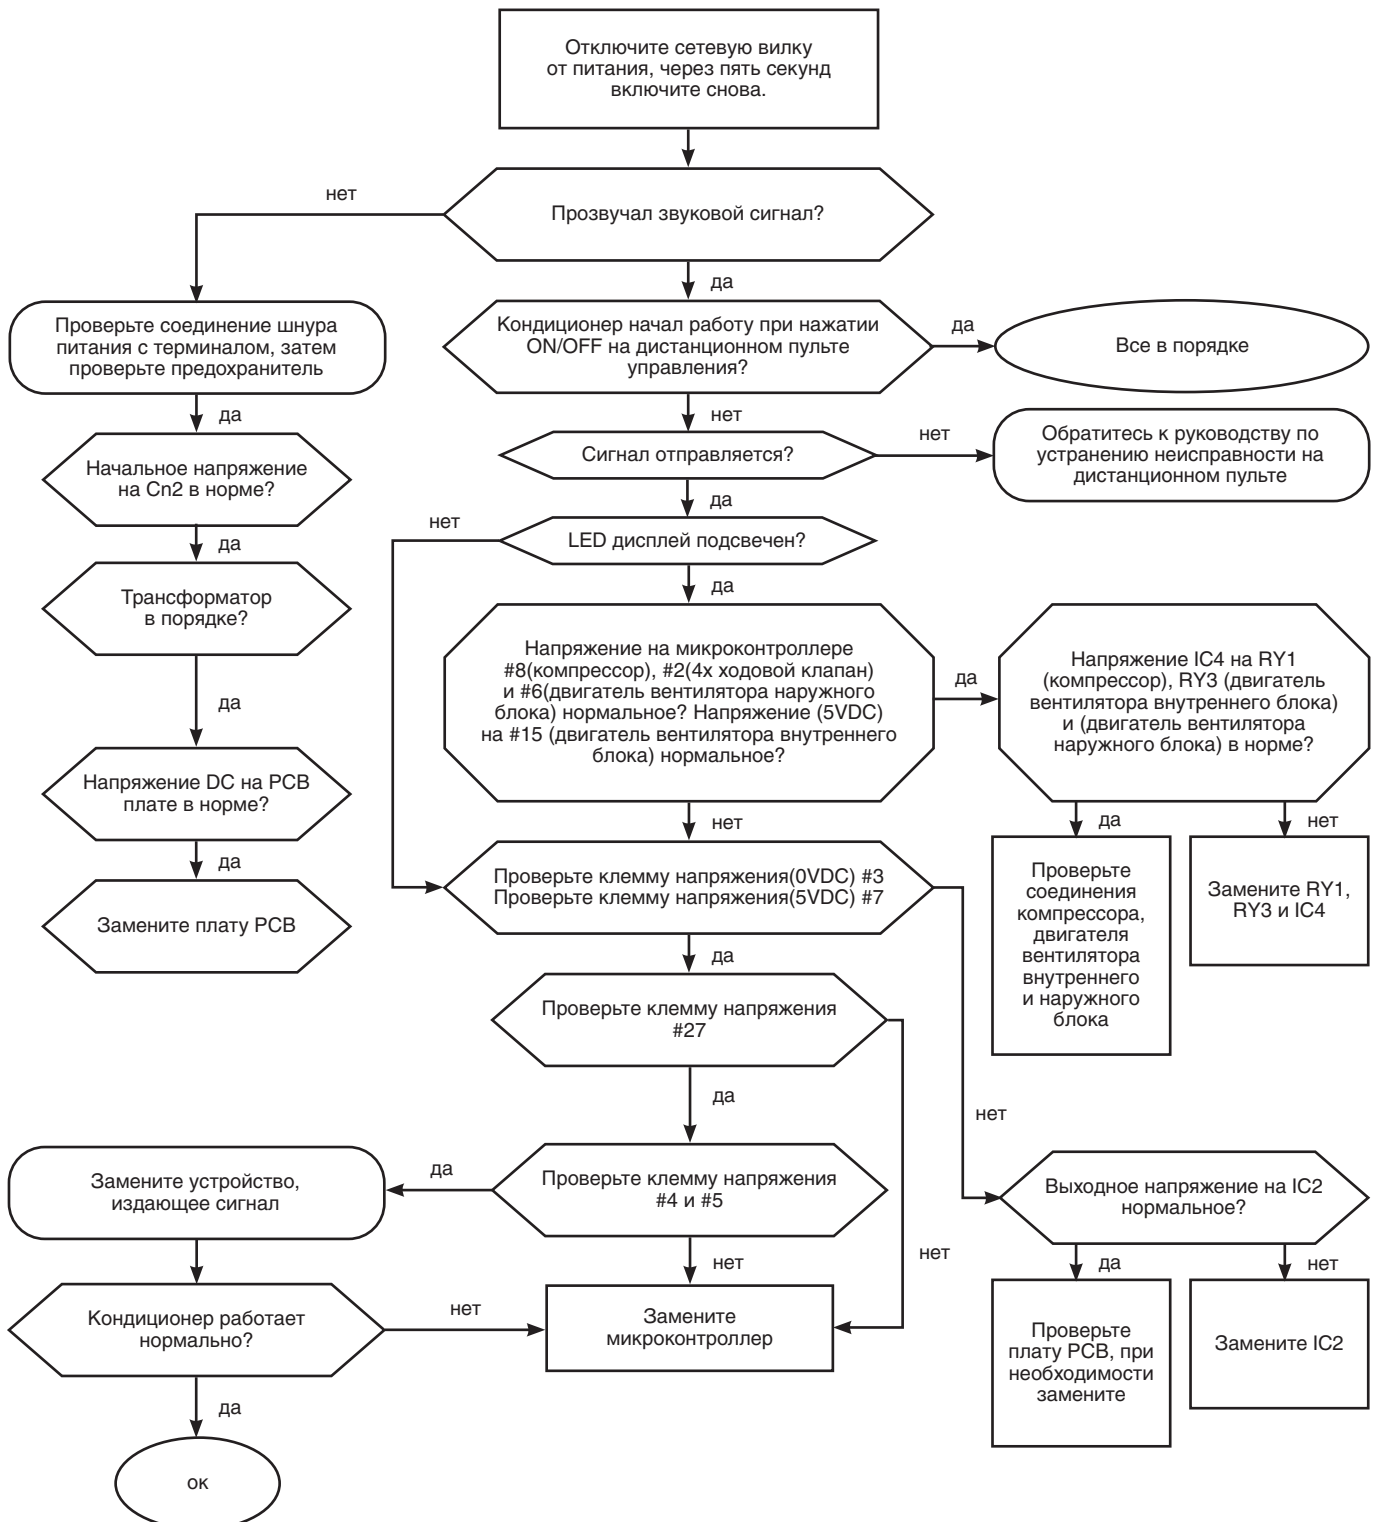 Отключите сетевую вилку
от питания, через пять секунд
включите снова.
нет
Прозвучал звуковой сигнал?
да
Проверьте соединение шнура
питания с терминалом, затем
проверьте предохранитель
Кондиционер начал работу при нажатии
ON/OFF на дистанционном пульте
управления?
да
Все в порядке
да
нет
Начальное напряжение
на Cn2 в норме?
Сигнал отправляется?
нет
Обратитесь к руководству по
устранению неисправности на
дистанционном пульте
да
да
нет
LED дисплей подсвечен?
да
Трансформатор
в порядке?
Напряжение на микроконтроллере
#8(компрессор), #2(4х ходовой клапан)
и #6(двигатель вентилятора наружного
блока) нормальное? Напряжение (5VDC)
на #15 (двигатель вентилятора внутреннего
блока) нормальное?
да
Напряжение IC4 на RY1
(компрессор), RY3 (двигатель
вентилятора внутреннего блока)
и (двигатель вентилятора
наружного блока) в норме?
да
Напряжение DC на PCB
плате в норме?
нет
да
нет
да
Проверьте клемму напряжения(0VDC) #3
Проверьте клемму напряжения(5VDC) #7
Проверьте
соединения
компрессора,
двигателя
вентилятора
внутреннего
и наружного
блока
Замените RY1,
RY3 и IC4
Замените плату PCB
да
Проверьте клемму напряжения
#27
да
нет
Замените устройство,
издающее сигнал
да
Проверьте клемму напряжения
#4 и #5
Выходное напряжение на IC2
нормальное?
нет
нет
да
нет
Кондиционер работает
нормально?
нет
Замените
микроконтроллер
Проверьте
плату PCB, при
необходимости
замените
Замените IC2
да
ок